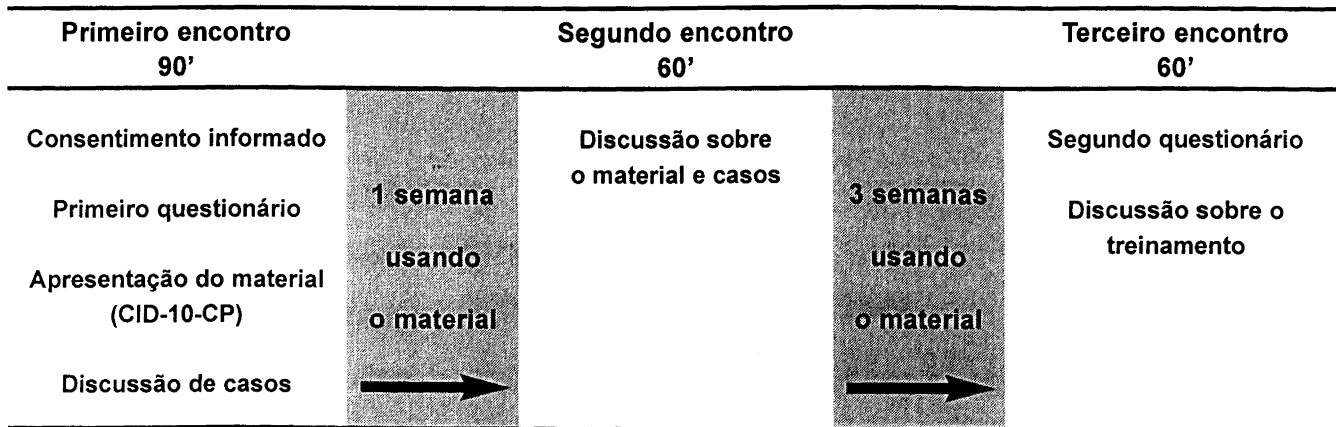 Primeiro encontro
90’
Segundo encontro
60’
Terceiro encontro
60’
Consentimento informado
Primeiro questionário
Apresentação do material
(CID-10-CP)
Discussão de casos
1 semana
usando
o material
Discussão sobre
o material e casos
3 semanas
usando
o material
Segundo questionário
Discussão sobre o
treinamento